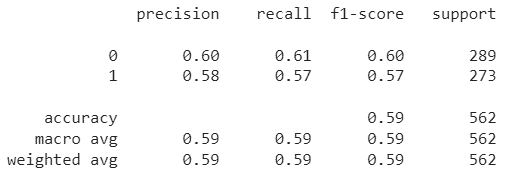 precision recall f1-score support
0 0.60 0.61 0.60 289
1 0.58 0.57 0.57 273
accuracy 0.59 562
macro avg 0.59 0.59 0.59 562
weighted avg 0.59 0.59 0.59 562